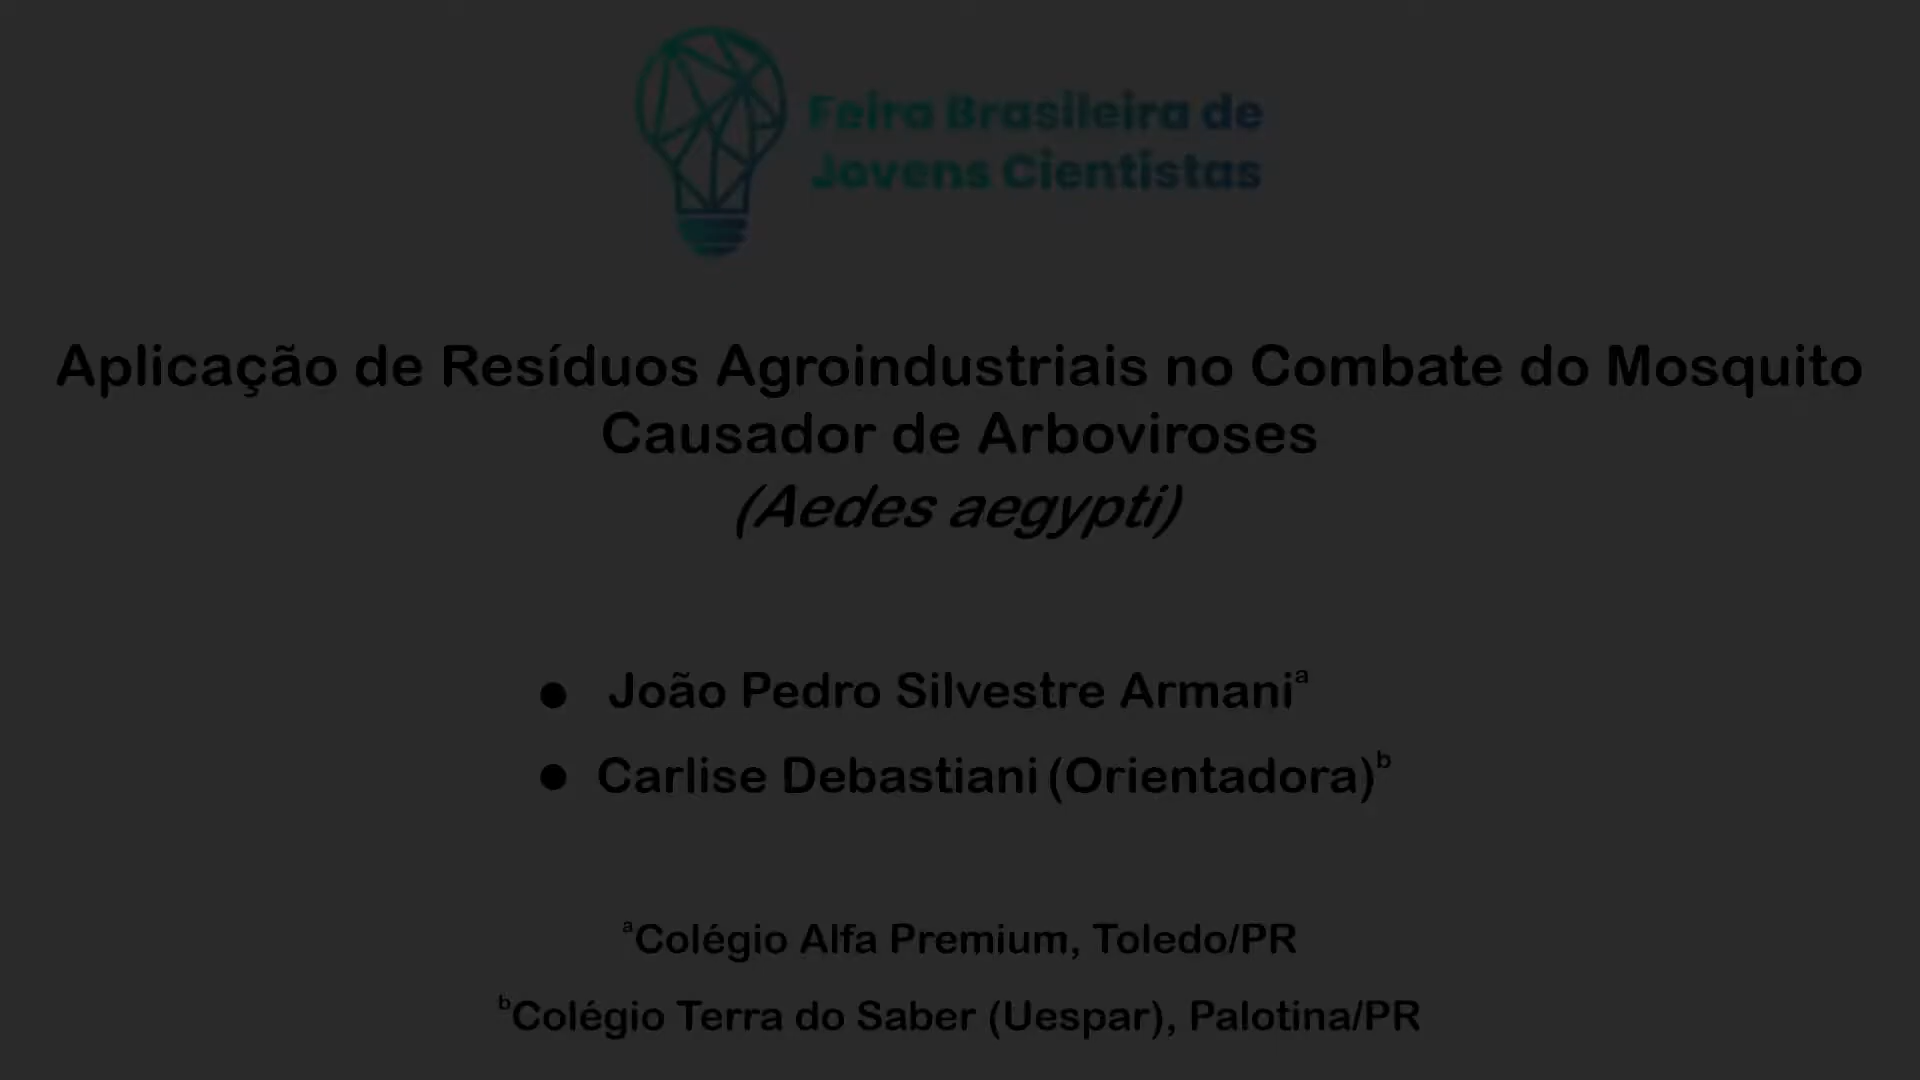 Feira Brasileira de
Jovens Cientistas
Aplicação de Resíduos Agroindustriais no Combate do Mosquito
Causador de Arboviroses
(Aedes aegypti)
● João Pedro Silvestre Armaniᵃ
● Carlise Debastiani (Orientadora)ᵇ
ᵃColégio Alfa Premium, Toledo/PR
ᵇColégio Terra do Saber (Uespar), Palotina/PR